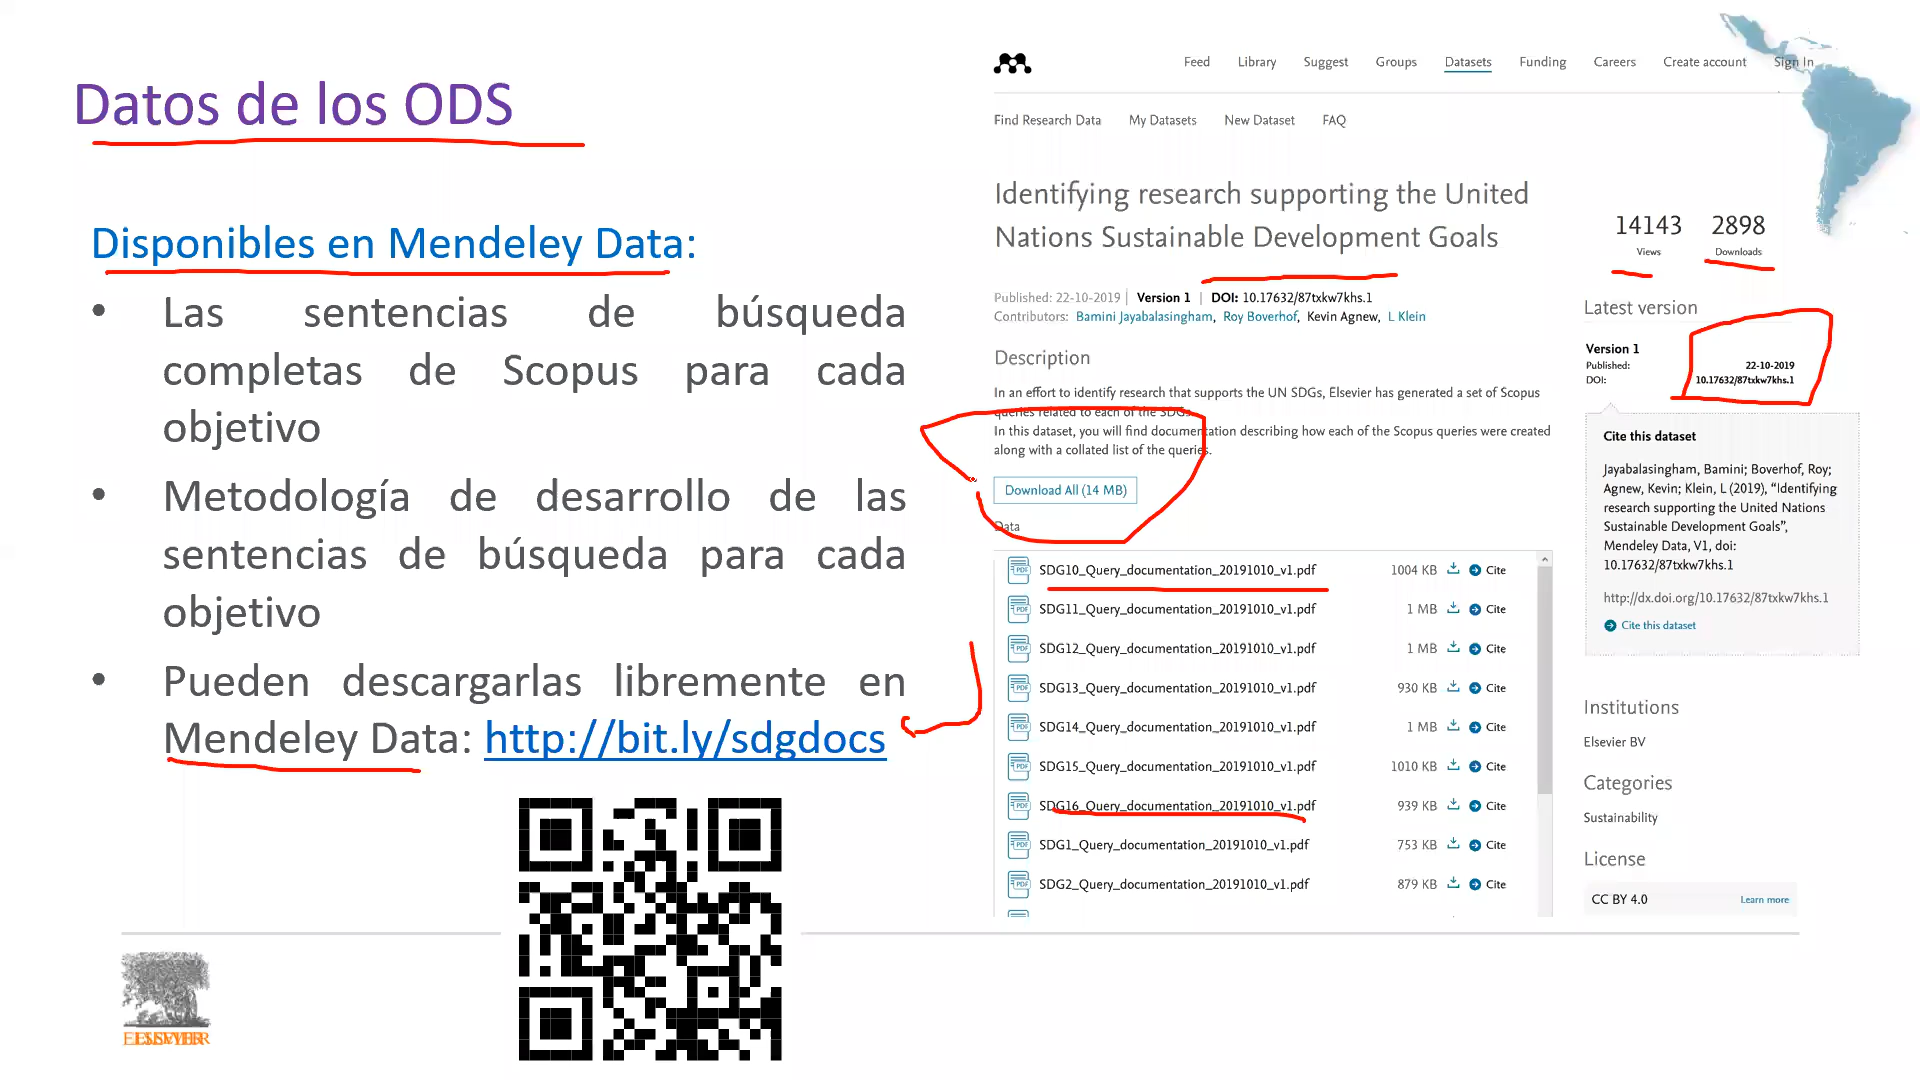 Datos de los ODS
Disponibles en Mendeley Data:
• Las sentencias de búsqueda
completas de Scopus para cada
objetivo
• Metodología de desarrollo de las
sentencias de búsqueda para cada
objetivo
• Pueden descargarlas libremente en
Mendeley Data: http://bit.ly/sdgdocs
ELSEVIER
Feed Library Suggest Groups Datasets Funding Careers Create account Sign In
Find Research Data My Datasets New Dataset FAQ
Identifying research supporting the United
Nations Sustainable Development Goals
Published: 22-10-2019 | Version 1 | DOI: 10.17632/87txkw7khs.1
Contributors: Bamini Jayabalasingham, Roy Boverhof, Kevin Agnew, L Klein
Description
In an effort to identify research that supports the UN SDGs, Elsevier has generated a set of Scopus
queries related to each of the SDGs.
In this dataset, you will find documentation describing how each of the Scopus queries were created
along with a collated list of the queries.
Download All (14 MB)
Data
SDG10_Query_documentation_20191010_v1.pdf 1004 KB Cite
SDG11_Query_documentation_20191010_v1.pdf 1 MB Cite
SDG12_Query_documentation_20191010_v1.pdf 1 MB Cite
SDG13_Query_documentation_20191010_v1.pdf 930 KB Cite
SDG14_Query_documentation_20191010_v1.pdf 1 MB Cite
SDG15_Query_documentation_20191010_v1.pdf 1010 KB Cite
SDG16_Query_documentation_20191010_v1.pdf 939 KB Cite
SDG1_Query_documentation_20191010_v1.pdf 753 KB Cite
SDG2_Query_documentation_20191010_v1.pdf 879 KB Cite
14143 2898
Views Downloads
Latest version
Version 1
Published: 22-10-2019
DOI: 10.17632/87txkw7khs.1
Cite this dataset
Jayabalasingham, Bamini; Boverhof, Roy;
Agnew, Kevin; Klein, L (2019), “Identifying
research supporting the United Nations
Sustainable Development Goals”,
Mendeley Data, V1, doi:
10.17632/87txkw7khs.1
http://dx.doi.org/10.17632/87txkw7khs.1
Cite this dataset
Institutions
Elsevier BV
Categories
Sustainability
License
CC BY 4.0 Learn more